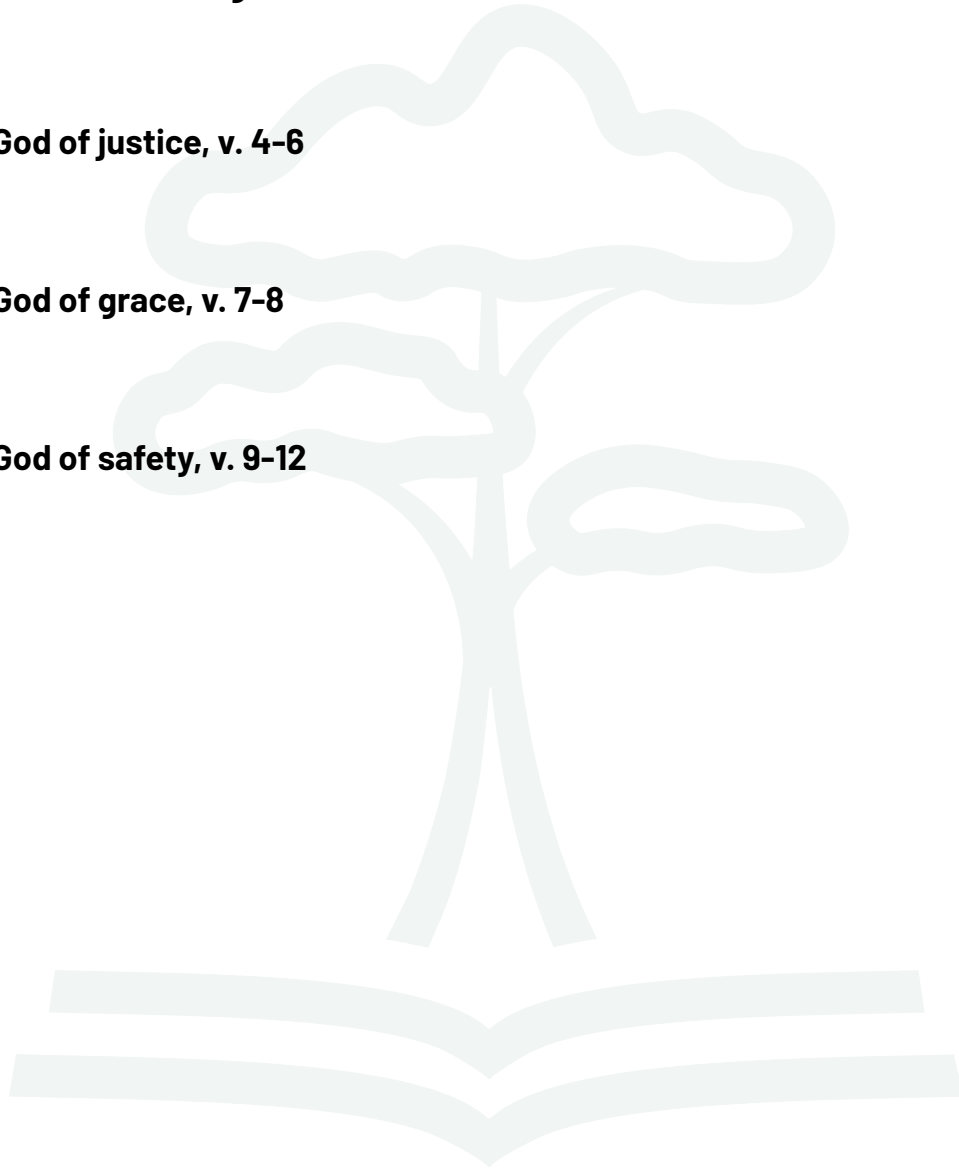 God of justice, v. 4-6
God of grace, v. 7-8
God of safety, v. 9-12